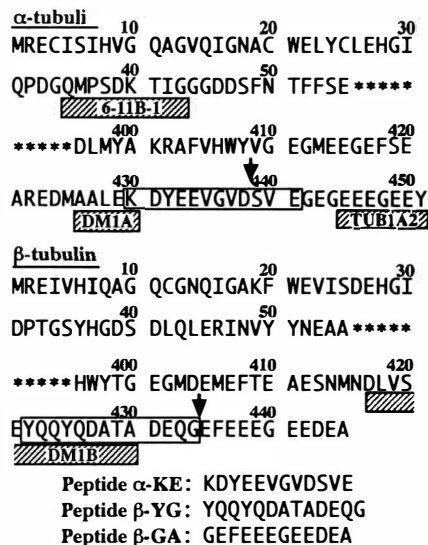 α-tubuli
10 20 30
MRECISIHVG QAGVQIGNAC WELYCLEHGI
40 50
QPDGQMPSDK TIGGGDDSFN TFFSE*****
6-11B-1
400 410 420
*****DLMYA KRAFVHWYVG EGMEEGEFSE
430 440 450
AREDMAALEK DYEEVGVDSVE EGEGEEEGEEY
DM1A TUB1A2
β-tubulin
10 20 30
MREIVHIQAG QCGNQIGAKF WEVISDEHGI
40 50
DPTGSYHGDS DLQLERINVY YNEAA*****
400 410 420
*****HWYTG EGMDEMEFTE AESNMNDLVS
430 440
EYQQYQDATA DEQGEFEEEG EEDEA
DM1B
Peptide α-KE: KDYEEVGVDSVE
Peptide β-YG: YQQYQDATADEQG
Peptide β-GA: GEFEEEGEEDEA